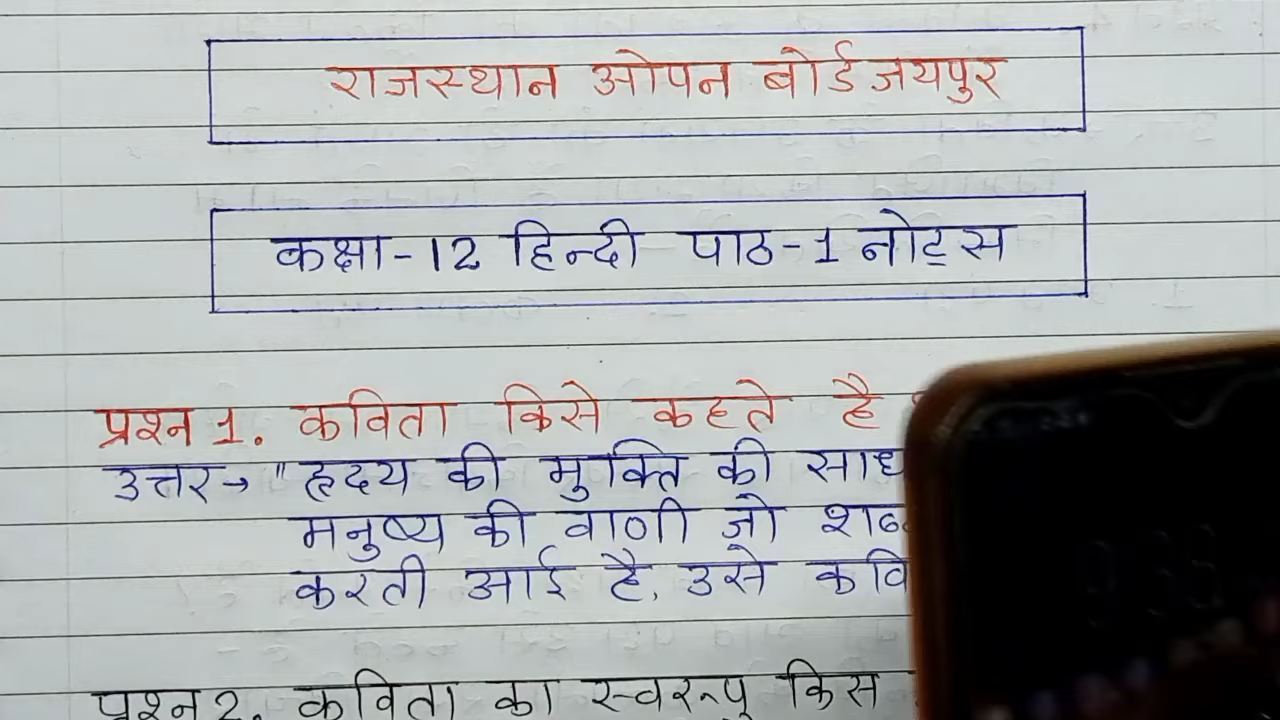 राजस्थान ओपन बोर्ड जयपुर
कक्षा-12 हिन्दी पाठ-1 नोट्स
प्रश्न 1. कविता किसे कहते है
उत्तर→ "हृदय की मुक्ति की
मनुष्य की वाणी जो
करती आई है, उसे
प्रश्न 2. कविता का स्वरूप किस